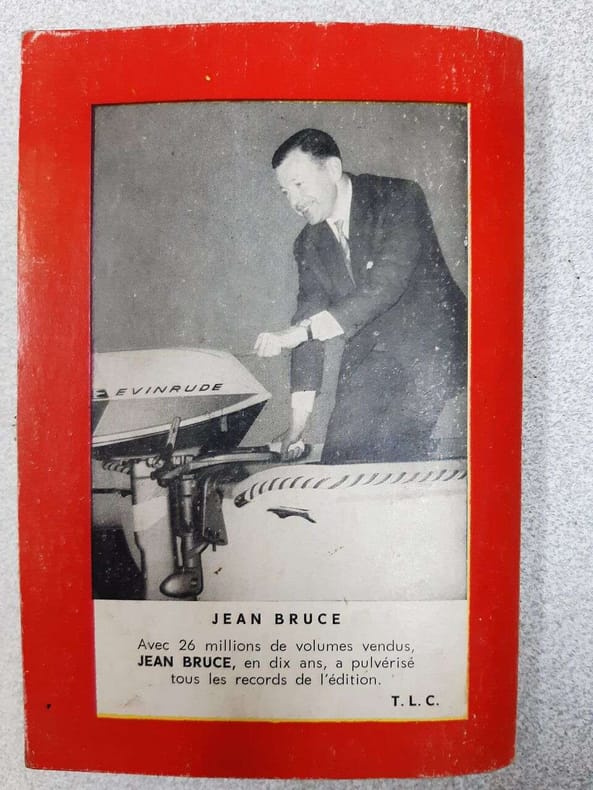 EVINRUDE
JEAN BRUCE
Avec 26 millions de volumes vendus,
JEAN BRUCE, en dix ans, a pulvérisé
tous les records de l'édition.
T. L. C.